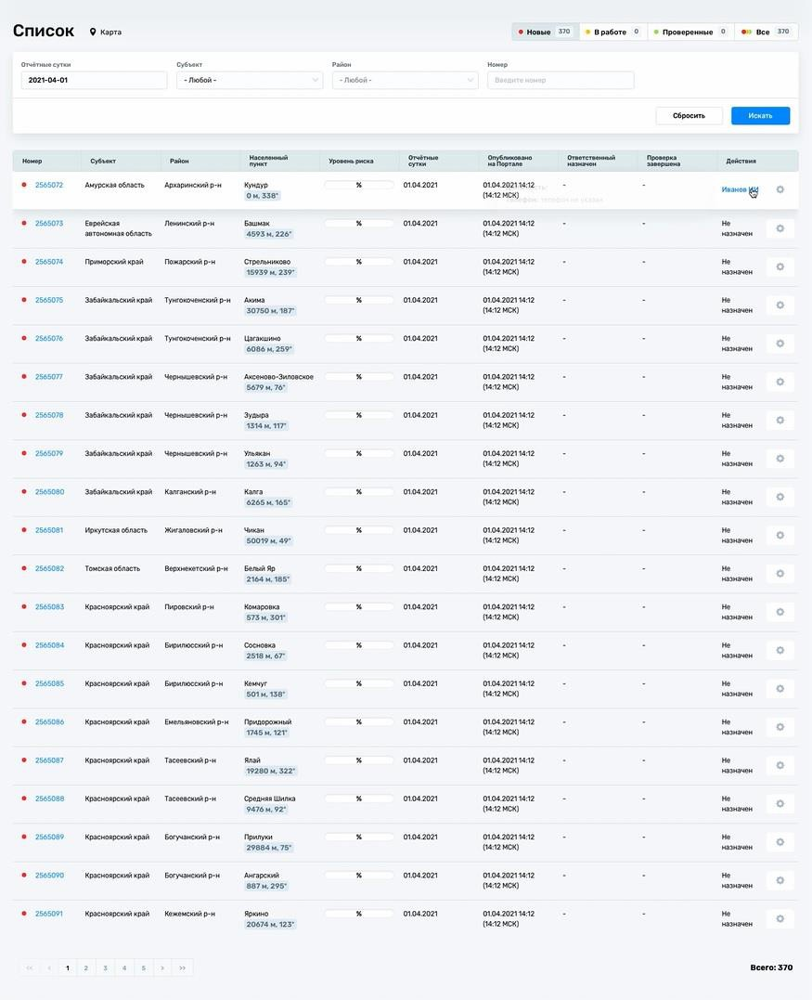 Список Карта Новые 370 В работе 0 Проверенные 0 Все 370
Отчётные сутки Субъект Район Номер
2021-04-01 - Любой - - Любой - Введите номер
Сбросить Искать
Номер Субъект Район Населенный пункт Уровень риска Отчётные сутки Опубликовано на Портале Ответственный назначен Проверка завершена Действия
2565072 Амурская область Архаринский р-н Кундур % 01.04.2021 01.04.2021 14:12 - - Иванов ИИ
0 м, 338° (14:12 МСК) телефон не указан
2565073 Еврейская Ленинский р-н Башмак % 01.04.2021 01.04.2021 14:12 - - Не
автономная область 4593 м, 226° (14:12 МСК) назначен
2565074 Приморский край Пожарский р-н Стрельниково % 01.04.2021 01.04.2021 14:12 - - Не
15939 м, 239° (14:12 МСК) назначен
2565075 Забайкальский край Тунгокоченский р-н Акима % 01.04.2021 01.04.2021 14:12 - - Не
30750 м, 187° (14:12 МСК) назначен
2565076 Забайкальский край Тунгокоченский р-н Цагакшино % 01.04.2021 01.04.2021 14:12 - - Не
6086 м, 259° (14:12 МСК) назначен
2565077 Забайкальский край Чернышевский р-н Аксеново-Зиловское % 01.04.2021 01.04.2021 14:12 - - Не
5679 м, 76° (14:12 МСК) назначен
2565078 Забайкальский край Чернышевский р-н Зудыра % 01.04.2021 01.04.2021 14:12 - - Не
1314 м, 117° (14:12 МСК) назначен
2565079 Забайкальский край Чернышевский р-н Ульякан % 01.04.2021 01.04.2021 14:12 - - Не
1263 м, 94° (14:12 МСК) назначен
2565080 Забайкальский край Калганский р-н Калга % 01.04.2021 01.04.2021 14:12 - - Не
6265 м, 165° (14:12 МСК) назначен
2565081 Иркутская область Жигаловский р-н Чикан % 01.04.2021 01.04.2021 14:12 - - Не
50019 м, 49° (14:12 МСК) назначен
2565082 Томская область Верхнекетский р-н Белый Яр % 01.04.2021 01.04.2021 14:12 - - Не
2164 м, 185° (14:12 МСК) назначен
2565083 Красноярский край Пировский р-н Комаровка % 01.04.2021 01.04.2021 14:12 - - Не
573 м, 301° (14:12 МСК) назначен
2565084 Красноярский край Бирилюсский р-н Сосновка % 01.04.2021 01.04.2021 14:12 - - Не
2518 м, 67° (14:12 МСК) назначен
2565085 Красноярский край Бирилюсский р-н Кемчуг % 01.04.2021 01.04.2021 14:12 - - Не
501 м, 138° (14:12 МСК) назначен
2565086 Красноярский край Емельяновский р-н Придорожный % 01.04.2021 01.04.2021 14:12 - - Не
1745 м, 121° (14:12 МСК) назначен
2565087 Красноярский край Тасеевский р-н Ялай % 01.04.2021 01.04.2021 14:12 - - Не
19280 м, 322° (14:12 МСК) назначен
2565088 Красноярский край Тасеевский р-н Средняя Шилка % 01.04.2021 01.04.2021 14:12 - - Не
9476 м, 92° (14:12 МСК) назначен
2565089 Красноярский край Богучанский р-н Прилуки % 01.04.2021 01.04.2021 14:12 - - Не
29884 м, 75° (14:12 МСК) назначен
2565090 Красноярский край Богучанский р-н Ангарский % 01.04.2021 01.04.2021 14:12 - - Не
887 м, 295° (14:12 МСК) назначен
2565091 Красноярский край Кежемский р-н Яркино % 01.04.2021 01.04.2021 14:12 - - Не
20674 м, 123° (14:12 МСК) назначен
<< < 1 2 3 4 5 > >> Всего: 370